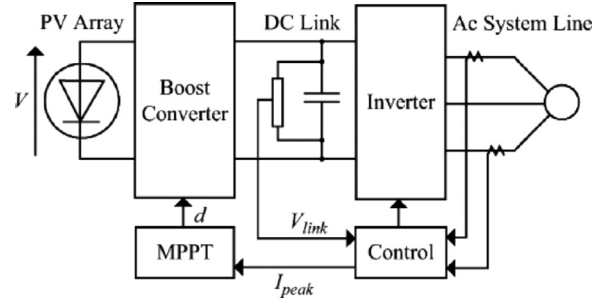 PV Array
DC Link
Ac System Line
V
Boost
Converter
Inverter
d
V_link
MPPT
Control
I_peak